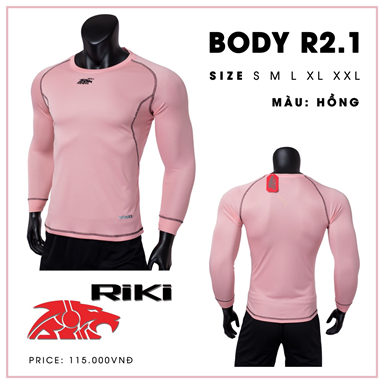 BODY R2.1
SIZE S M L XL XXL
MÀU: HỒNG
RiKi
PRICE: 115.000VNĐ